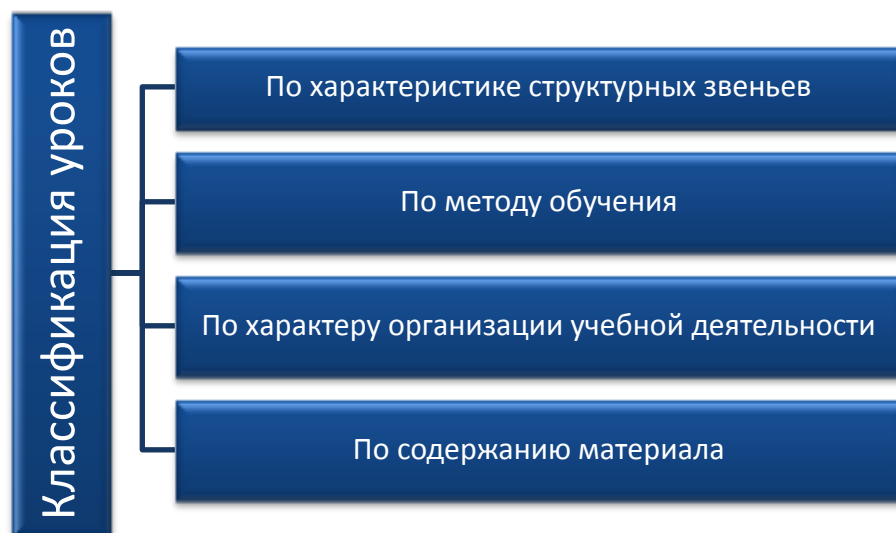 Классификация уроков
По характеристике структурных звеньев
По методу обучения
По характеру организации учебной деятельности
По содержанию материала